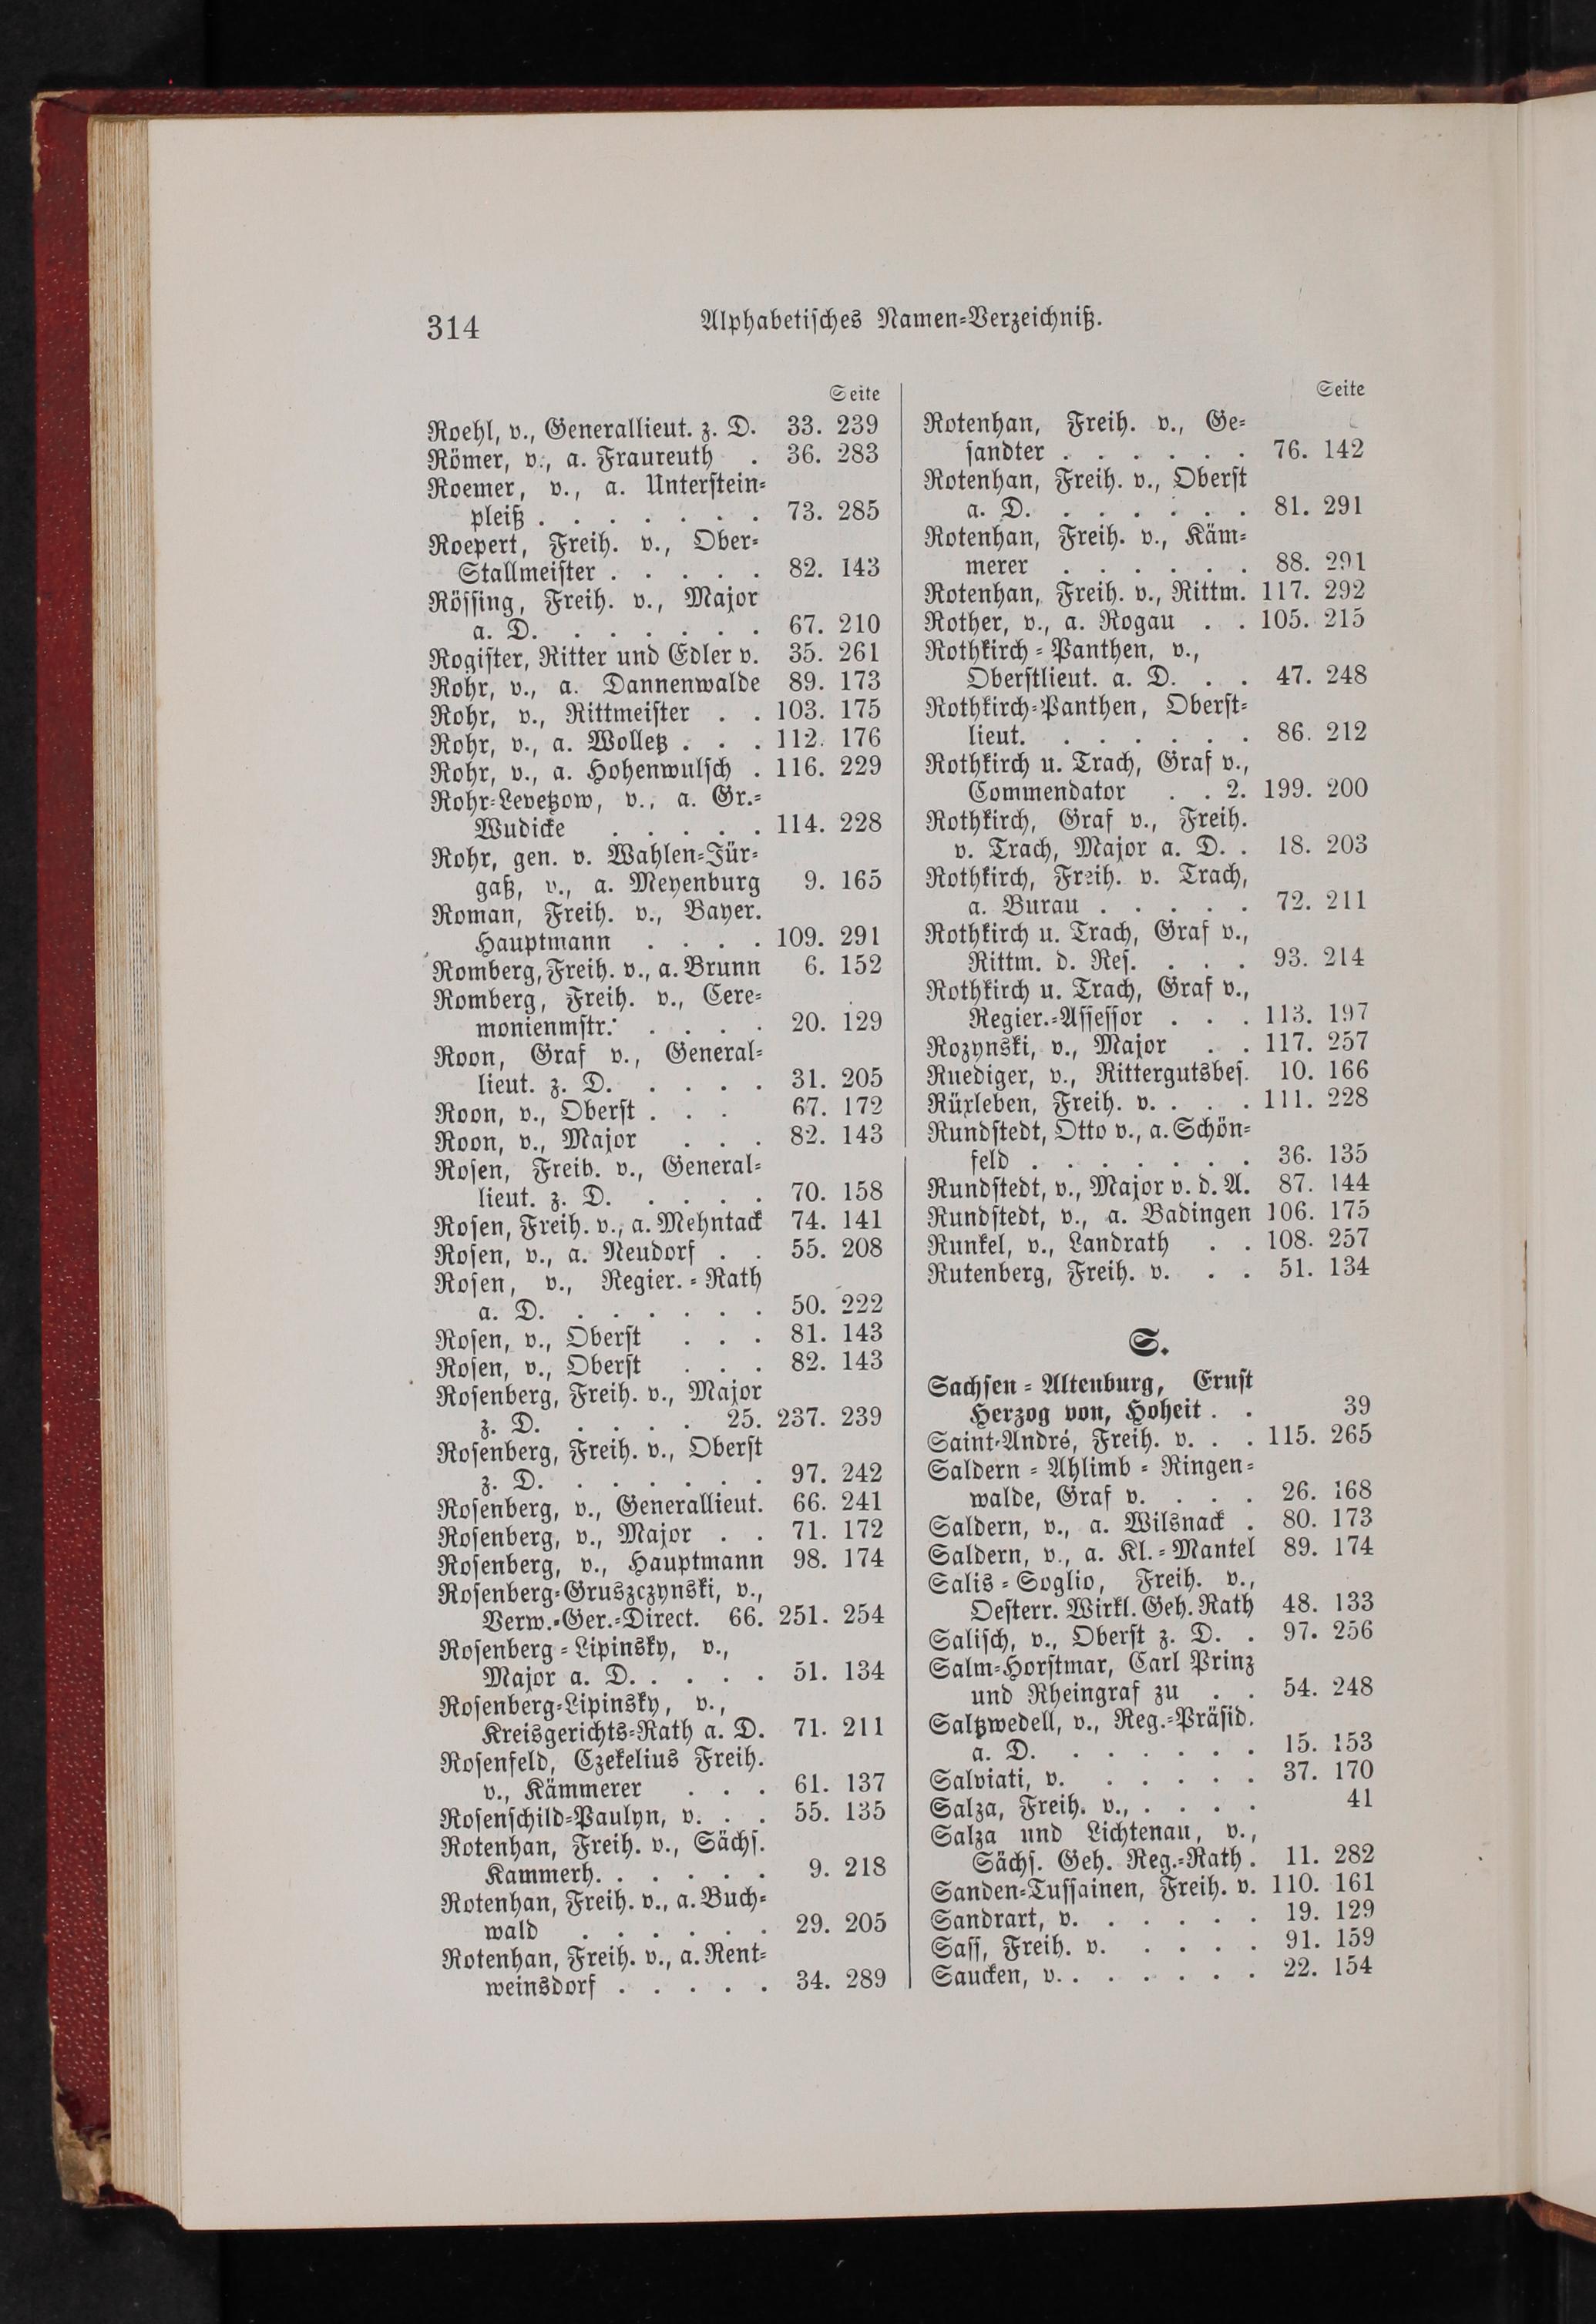 314
Alphabetisches Namen-Verzeichniß.
Seite
Roehl, v., Generallieut. z. D. 33. 239
Römer, v., a. Fraureuth . 36. 283
Roemer, v., a. Unterstein-
pleiß . . . . . . . 73. 285
Roepert, Freih. v., Ober-
Stallmeister . . . . . 82. 143
Rössing, Freih. v., Major
a. D. . . . . . . . 67. 210
Rogister, Ritter und Edler v. 35. 261
Rohr, v., a. Dannenwalde 89. 173
Rohr, v., Rittmeister . . 103. 175
Rohr, v., a. Wolletz . . . 112. 176
Rohr, v., a. Hohenwulsch . 116. 229
Rohr-Levetzow, v., a. Gr.-
Wudicke . . . . . 114. 228
Rohr, gen. v. Wahlen-Jür-
gaß, v., a. Meyenburg 9. 165
Roman, Freih. v., Bayer.
Hauptmann . . . . 109. 291
Romberg, Freih. v., a. Brunn 6. 152
Romberg, Freih. v., Cere-
monienmstr. . . . . 20. 129
Roon, Graf v., General-
lieut. z. D. . . . . 31. 205
Roon, v., Oberst . . . 67. 172
Roon, v., Major . . . 82. 143
Rosen, Freih. v., General-
lieut. z. D. . . . . 70. 158
Rosen, Freih. v., a. Mehntack 74. 141
Rosen, v., a. Neudorf . . 55. 208
Rosen, v., Regier.-Rath
a. D. . . . . . . . 50. 222
Rosen, v., Oberst . . . 81. 143
Rosen, v., Oberst . . . 82. 143
Rosenberg, Freih. v., Major
z. D. . . . . 25. 237. 239
Rosenberg, Freih. v., Oberst
z. D. . . . . . . . 97. 242
Rosenberg, v., Generallieut. 66. 241
Rosenberg, v., Major . . 71. 172
Rosenberg, v., Hauptmann 98. 174
Rosenberg-Gruszczynski, v.,
Verw.-Ger.-Direct. 66. 251. 254
Rosenberg-Lipinsky, v.,
Major a. D. . . . . 51. 134
Rosenberg-Lipinsky, v.,
Kreisgerichts-Rath a. D. 71. 211
Rosenfeld, Czekelius Freih.
v., Kämmerer . . . 61. 137
Rosenschild-Paulyn, v. . . 55. 135
Rotenhan, Freih. v., Sächs.
Kammerh. . . . . . 9. 218
Rotenhan, Freih. v., a. Buch-
wald . . . . . . 29. 205
Rotenhan, Freih. v., a. Rent-
weinsdorf . . . . . 34. 289
Seite
Rotenhan, Freih. v., Ge-
sandter . . . . . . 76. 142
Rotenhan, Freih. v., Oberst
a. D. . . . . . . 81. 291
Rotenhan, Freih. v., Käm-
merer . . . . . . 88. 291
Rotenhan, Freih. v., Rittm. 117. 292
Rother, v., a. Rogau . . 105. 215
Rothkirch-Panthen, v.,
Oberstlieut. a. D. . . 47. 248
Rothkirch-Panthen, Oberst-
lieut. . . . . . . 86. 212
Rothkirch u. Trach, Graf v.,
Commendator . . 2. 199. 200
Rothkirch, Graf v., Freih.
v. Trach, Major a. D. . 18. 203
Rothkirch, Freih. v. Trach,
a. Burau . . . . . 72. 211
Rothkirch u. Trach, Graf v.,
Rittm. d. Res. . . . 93. 214
Rothkirch u. Trach, Graf v.,
Regier.-Assessor . . . 113. 197
Rozynski, v., Major . . 117. 257
Ruediger, v., Rittergutsbes. 10. 166
Rüxleben, Freih. v. . . . 111. 228
Rundstedt, Otto v., a. Schön-
feld . . . . . . . 36. 135
Rundstedt, v., Major v. d. A. 87. 144
Rundstedt, v., a. Badingen 106. 175
Runkel, v., Landrath . . 108. 257
Rutenberg, Freih. v. . . 51. 134
S.
Sachsen-Altenburg, Ernst
Herzog von, Hoheit . . 39
Saint-André, Freih. v. . . 115. 265
Saldern-Ahlimb-Ringen-
walde, Graf v. . . . 26. 168
Saldern, v., a. Wilsnack . 80. 173
Saldern, v., a. Kl.-Mantel 89. 174
Salis-Soglio, Freih. v.,
Oesterr. Wirkl. Geh. Rath 48. 133
Salisch, v., Oberst z. D. . 97. 256
Salm-Horstmar, Carl Prinz
und Rheingraf zu . . 54. 248
Saltzwedell, v., Reg.-Präsid.
a. D. . . . . . . 15. 153
Salviati, v. . . . . . 37. 170
Salza, Freih. v., . . . . 41
Salza und Lichtenau, v.,
Sächs. Geh. Reg.-Rath . 11. 282
Sanden-Tussainen, Freih. v. 110. 161
Sandrart, v. . . . . . 19. 129
Sass, Freih. v. . . . . 91. 159
Saucken, v. . . . . . . 22. 154